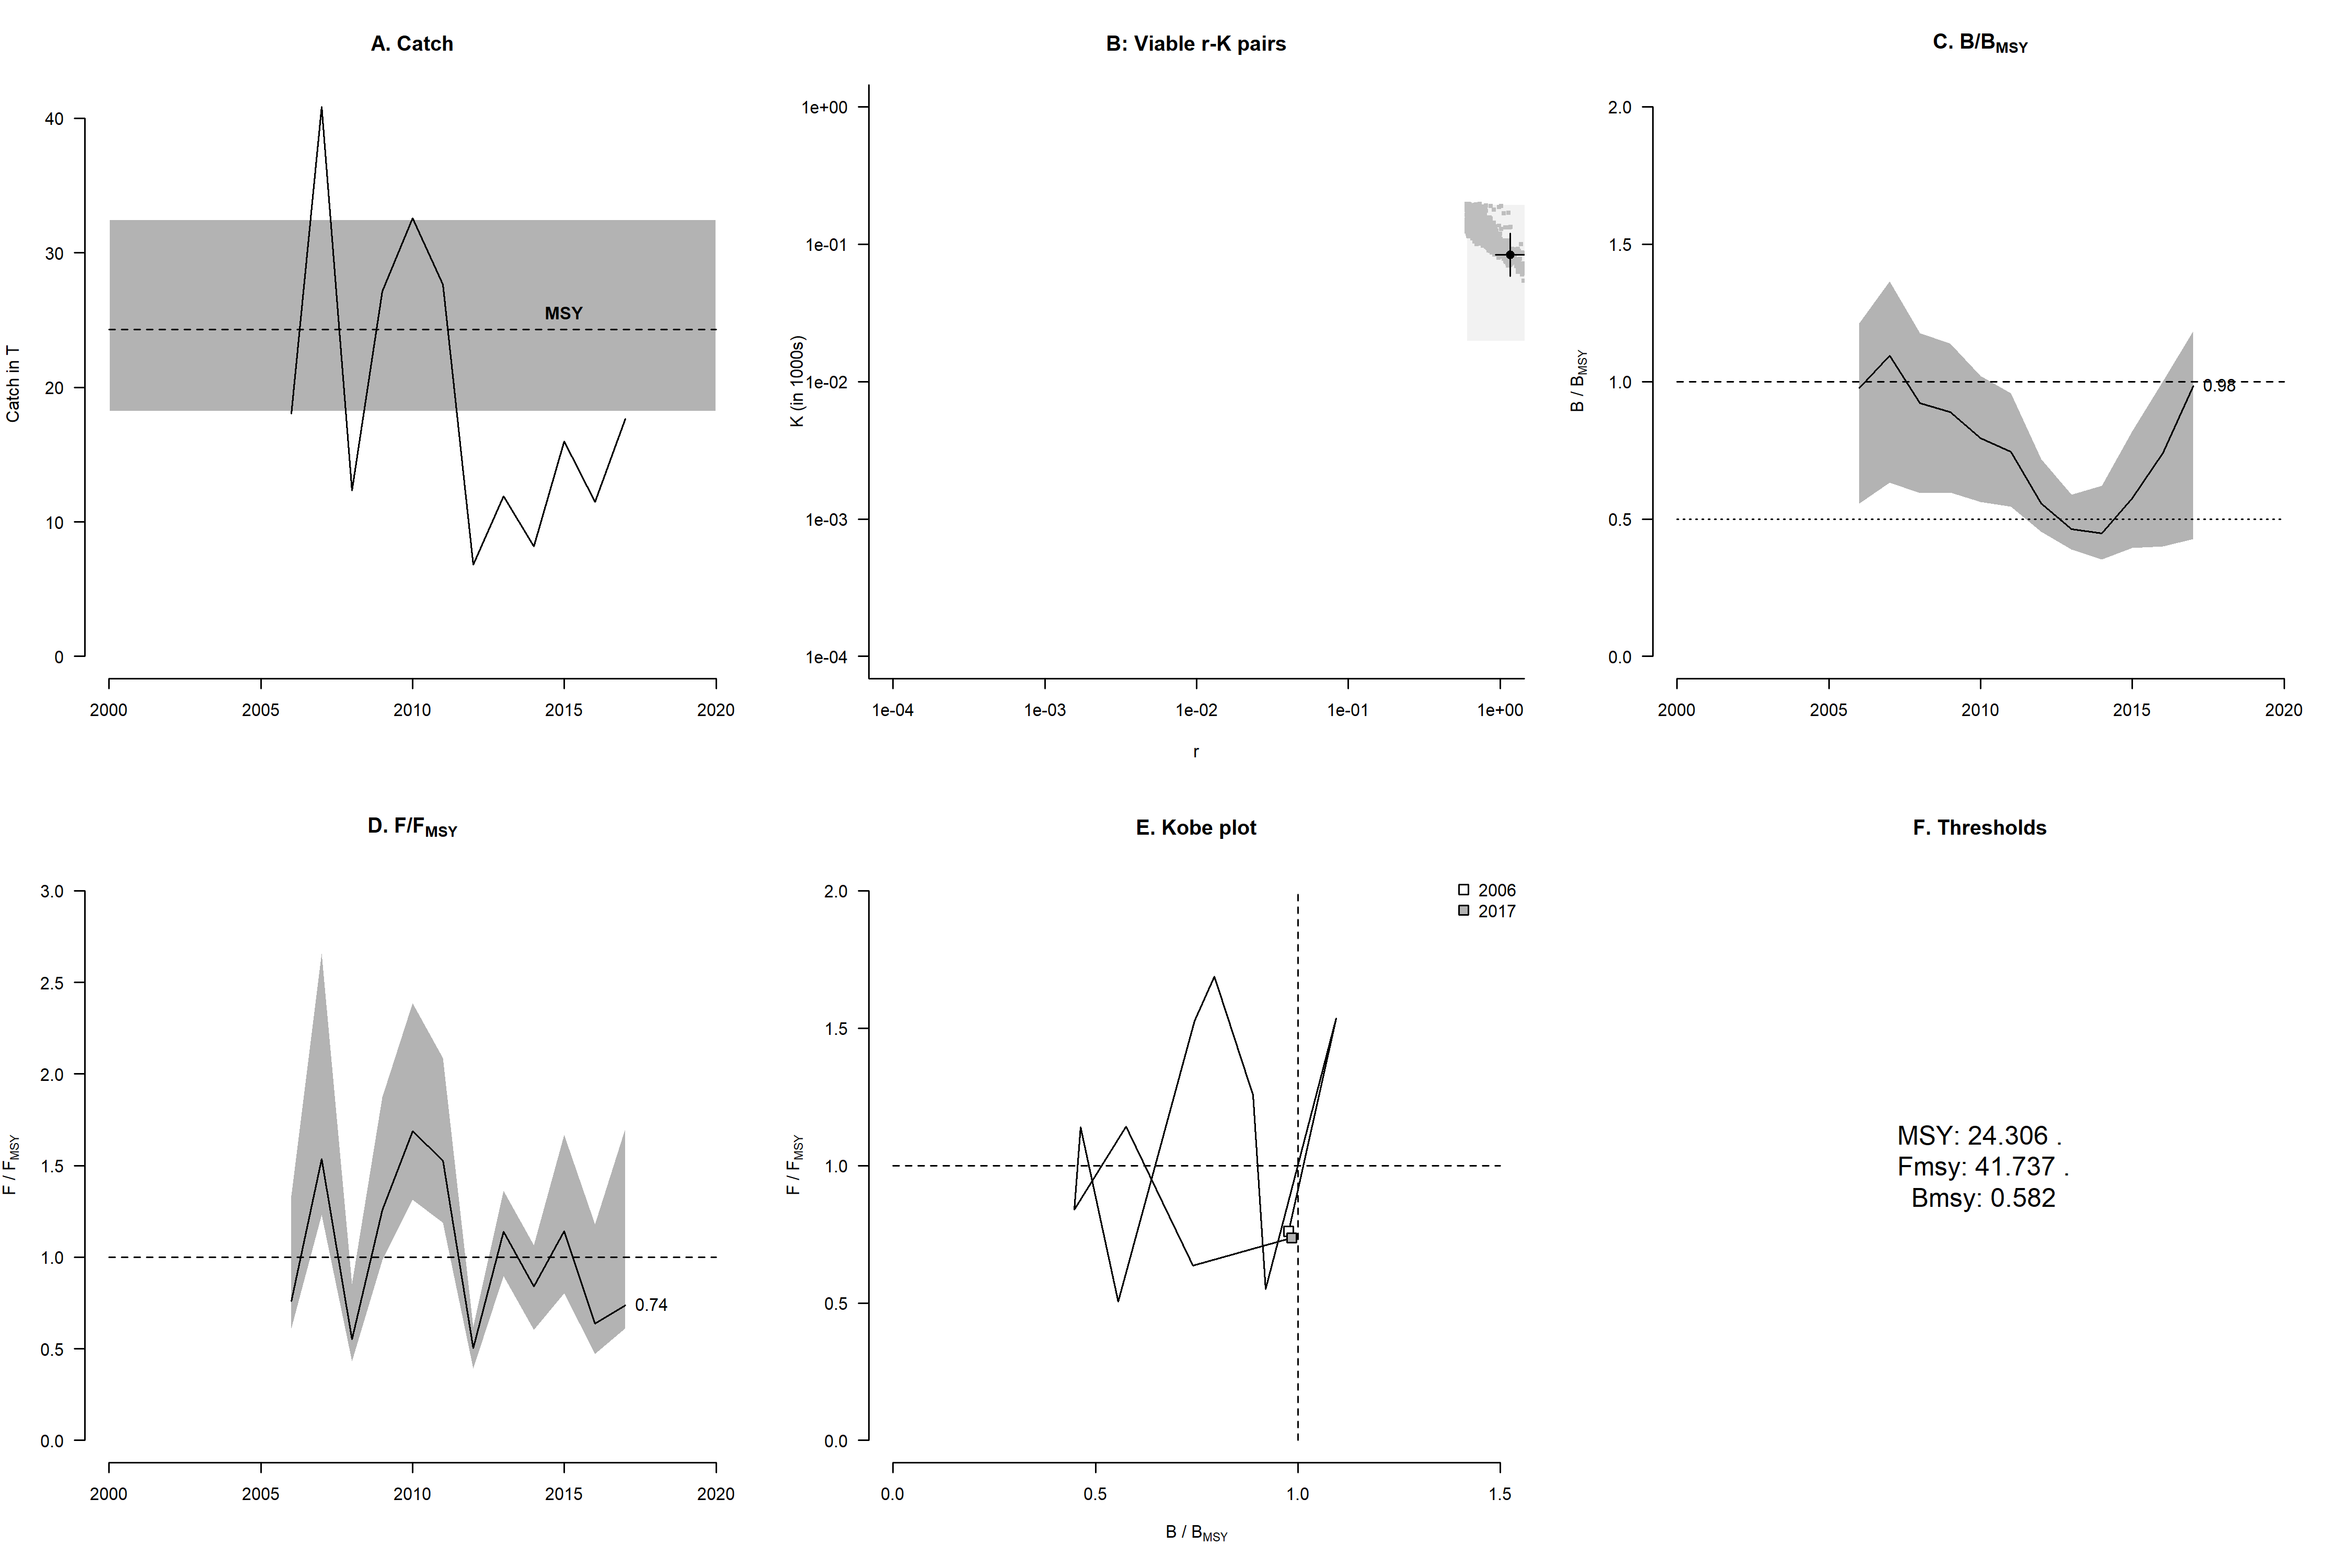 A. Catch
40
30
20
10
0
Catch in T
MSY
2000 2005 2010 2015 2020
B: Viable r-K pairs
1e+00
1e-01
1e-02
1e-03
1e-04
K (in 1000s)
1e-04 1e-03 1e-02 1e-01 1e+00
r
C. B/BMSY
2.0
1.5
1.0
0.5
0.0
B / BMSY
0.98
2000 2005 2010 2015 2020
D. F/FMSY
3.0
2.5
2.0
1.5
1.0
0.5
0.0
F / FMSY
0.74
2000 2005 2010 2015 2020
E. Kobe plot
2.0
1.5
1.0
0.5
0.0
F / FMSY
2006
2017
0.0 0.5 1.0 1.5
B / BMSY
F. Thresholds
MSY: 24.306 .
Fmsy: 41.737 .
Bmsy: 0.582